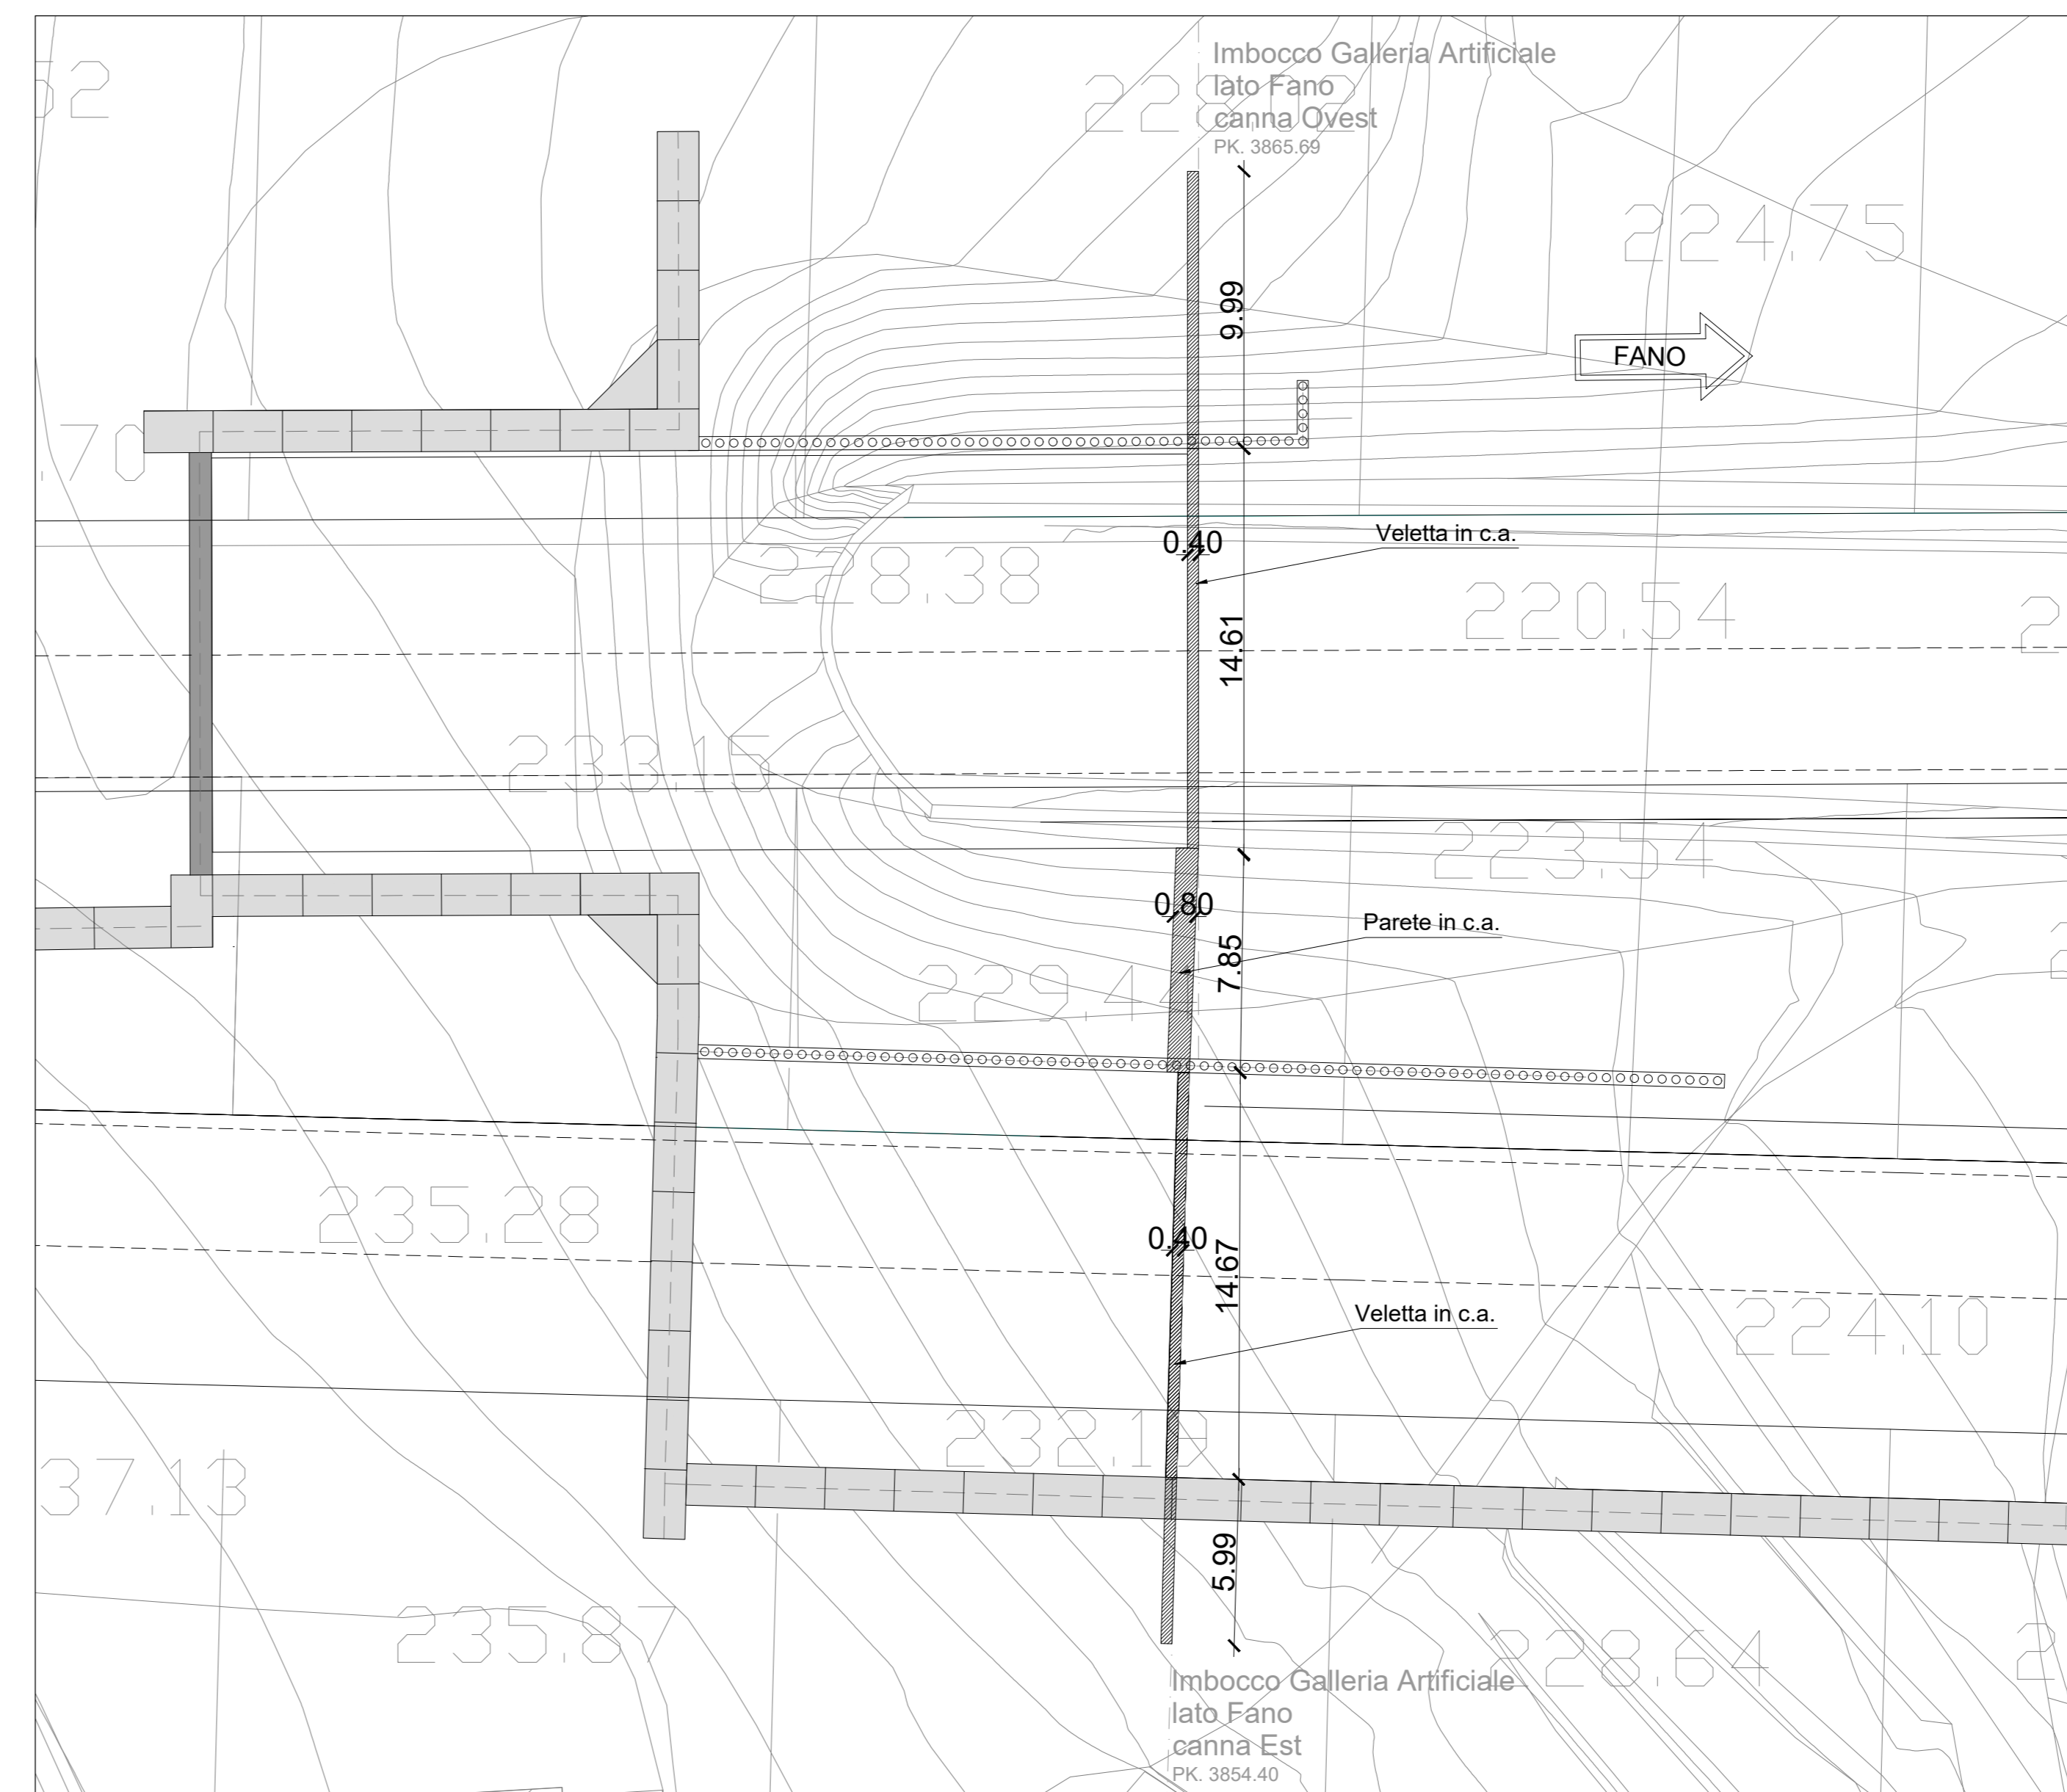 Imbocco Galleria Artificiale
lato Fano
canna Ovest
PK. 3865.69
228.02
224.75
9.99
FANO
.70
0.40
Veletta in c.a.
228.38
220.54
14.61
233.15
223.54
0.80
Parete in c.a.
7.85
229.44
235.28
0.40
14.67
Veletta in c.a.
224.10
232.19
37.13
5.99
235.87
228.64
Imbocco Galleria Artificiale
lato Fano
canna Est
PK. 3854.40